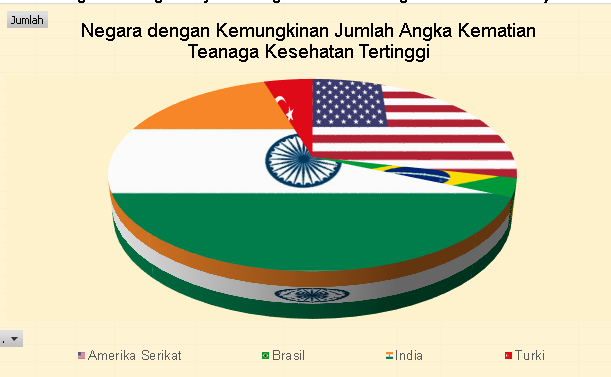 Jumlah
Negara dengan Kemungkinan Jumlah Angka Kematian
Teanaga Kesehatan Tertinggi
Amerika Serikat
Brasil
India
Turki